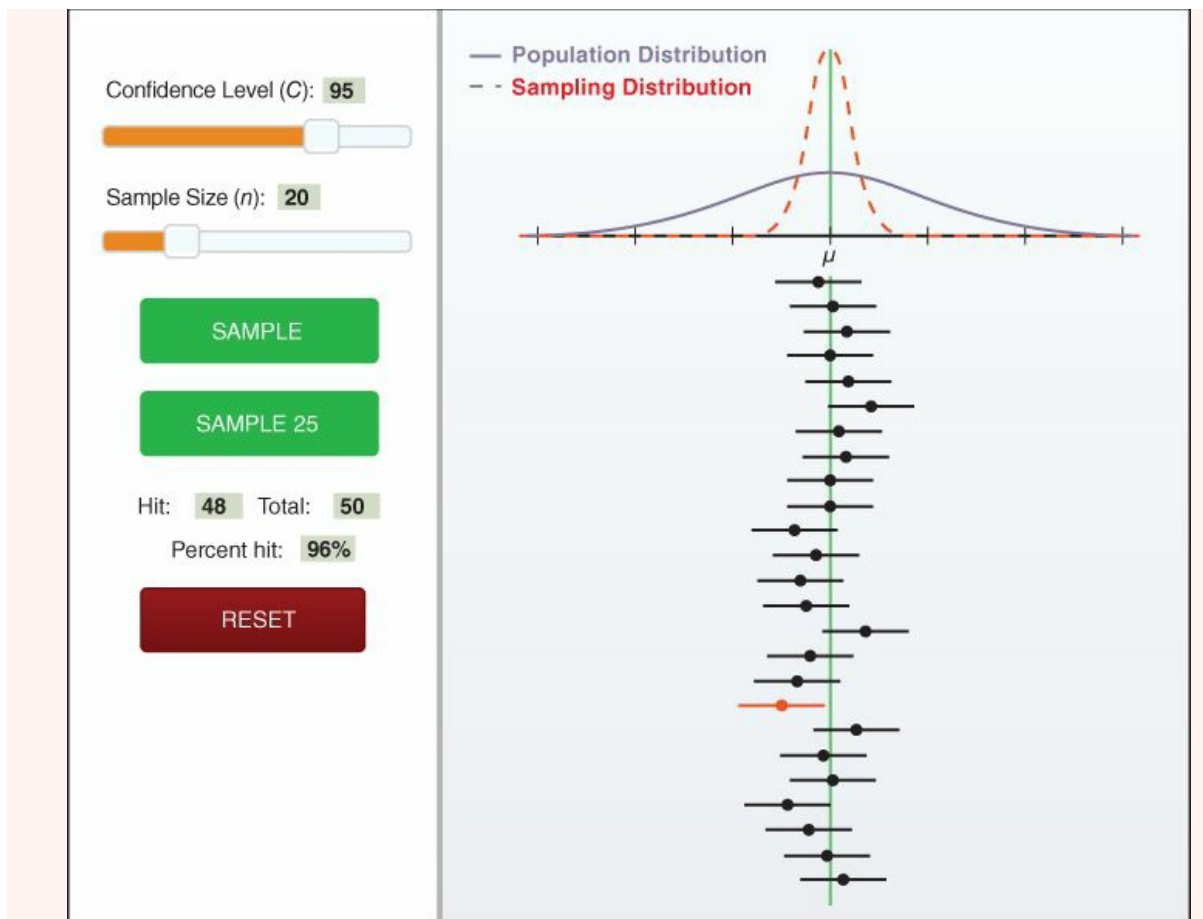 Confidence Level (C): 95
Sample Size (n): 20
SAMPLE
SAMPLE 25
Hit: 48 Total: 50
Percent hit: 96%
RESET
Population Distribution
Sampling Distribution
μ